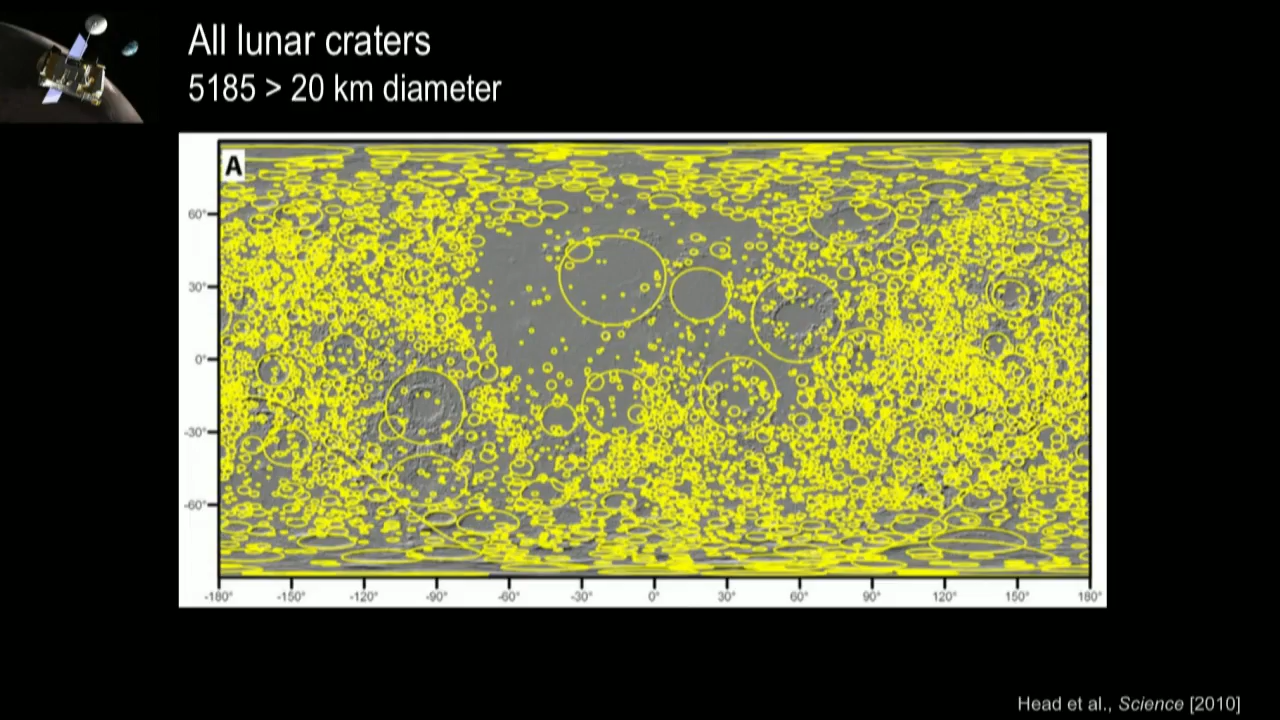 All lunar craters
5185 > 20 km diameter
A
60°
30°
0°
-30°
-60°
-180° -150° -120° -90° -60° -30° 0° 30° 60° 90° 120° 150° 180°
Head et al., Science [2010]